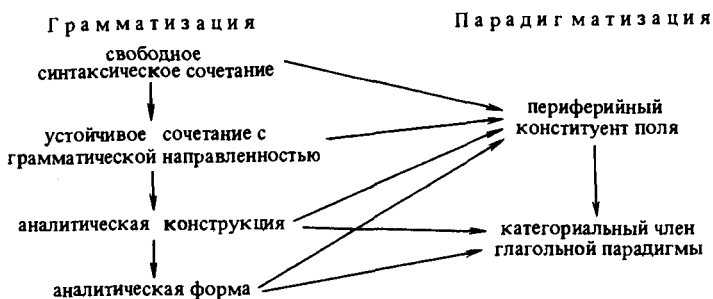 Грамматизация
Парадигматизация
свободное
синтаксическое сочетание
периферийный
конституент поля
устойчивое сочетание с
грамматической направленностью
аналитическая конструкция
категориальный член
глагольной парадигмы
аналитическая форма